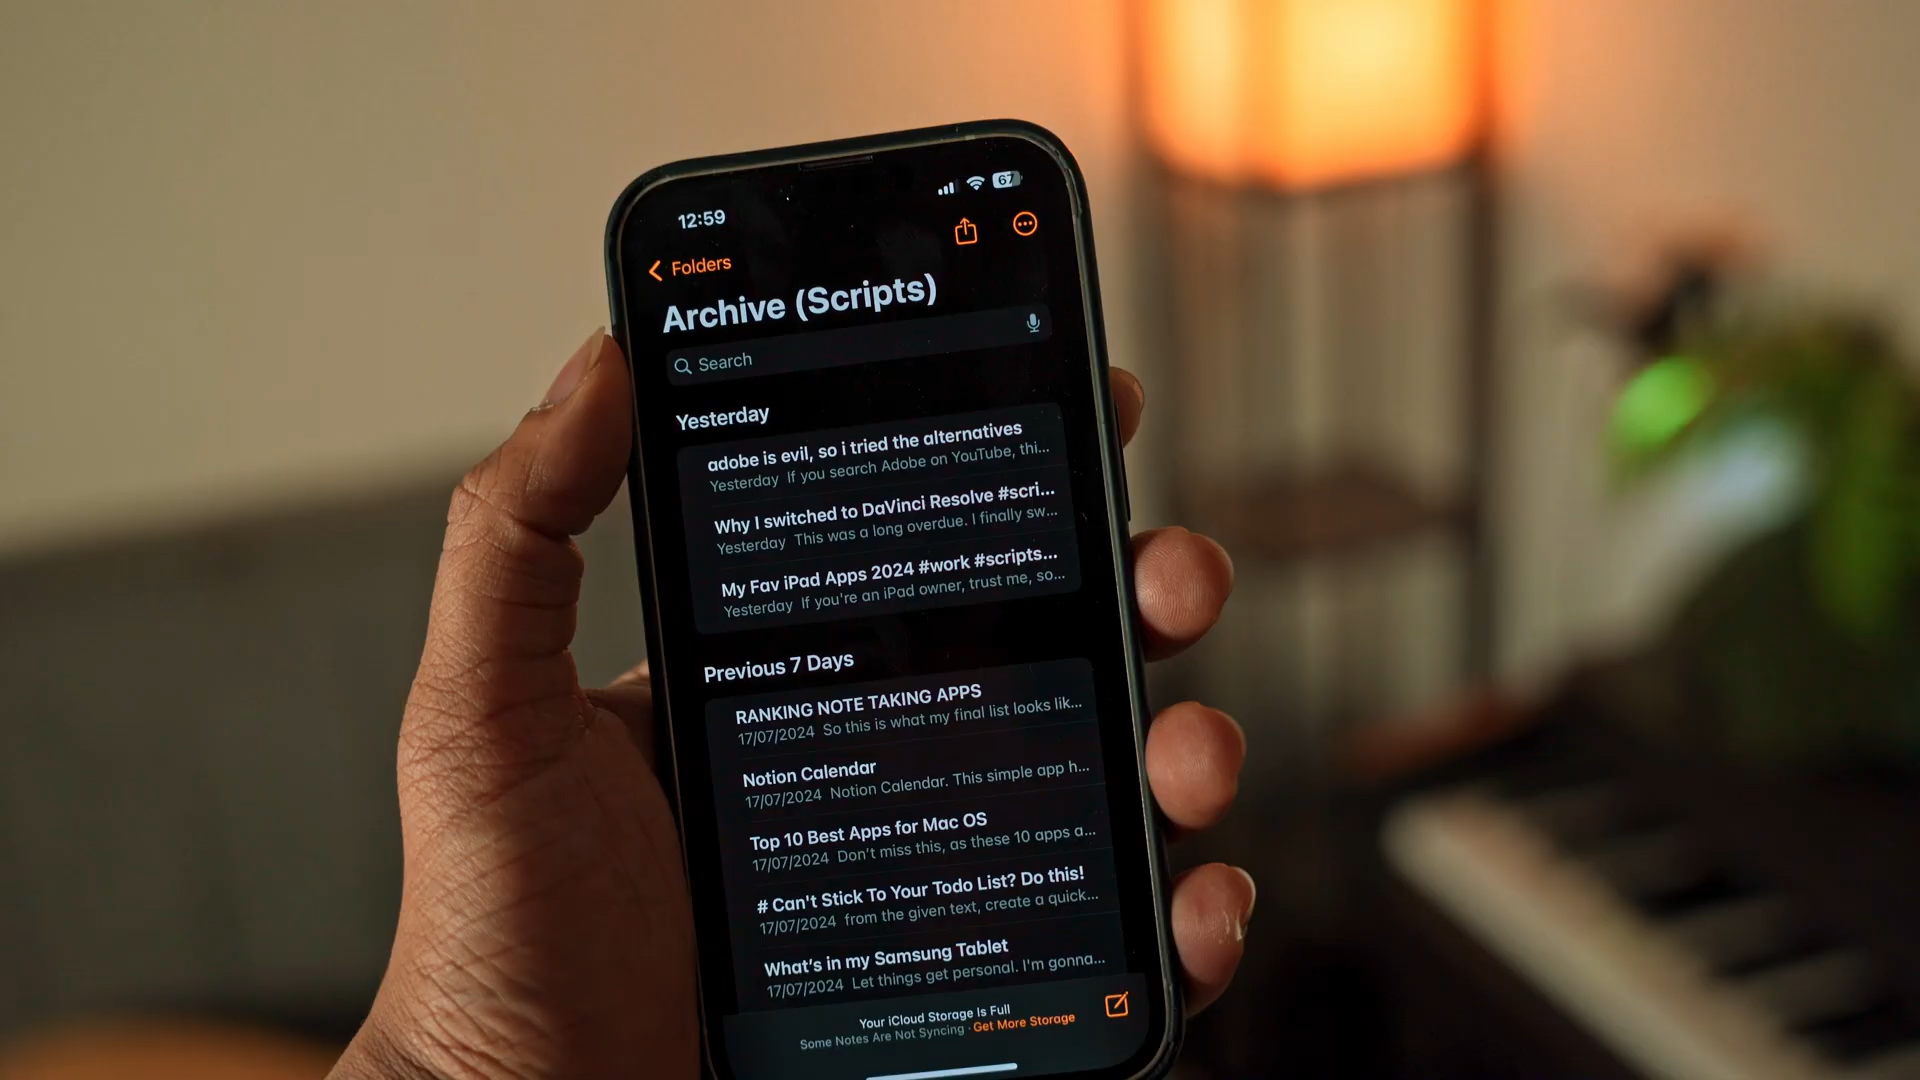 12:59
67
Folders
Archive (Scripts)
Search
Yesterday
adobe is evil, so i tried the alternatives
Yesterday If you search Adobe on YouTube, thi...
Why I switched to DaVinci Resolve #scri...
Yesterday This was a long overdue. I finally sw...
My Fav iPad Apps 2024 #work #scripts...
Yesterday If you're an iPad owner, trust me, so...
Previous 7 Days
RANKING NOTE TAKING APPS
17/07/2024 So this is what my final list looks lik...
Notion Calendar
17/07/2024 Notion Calendar. This simple app h...
Top 10 Best Apps for Mac OS
17/07/2024 Don't miss this, as these 10 apps a...
# Can't Stick To Your Todo List? Do this!
17/07/2024 from the given text, create a quick...
What's in my Samsung Tablet
17/07/2024 Let things get personal. I'm gonna...
Your iCloud Storage Is Full
Some Notes Are Not Syncing · Get More Storage